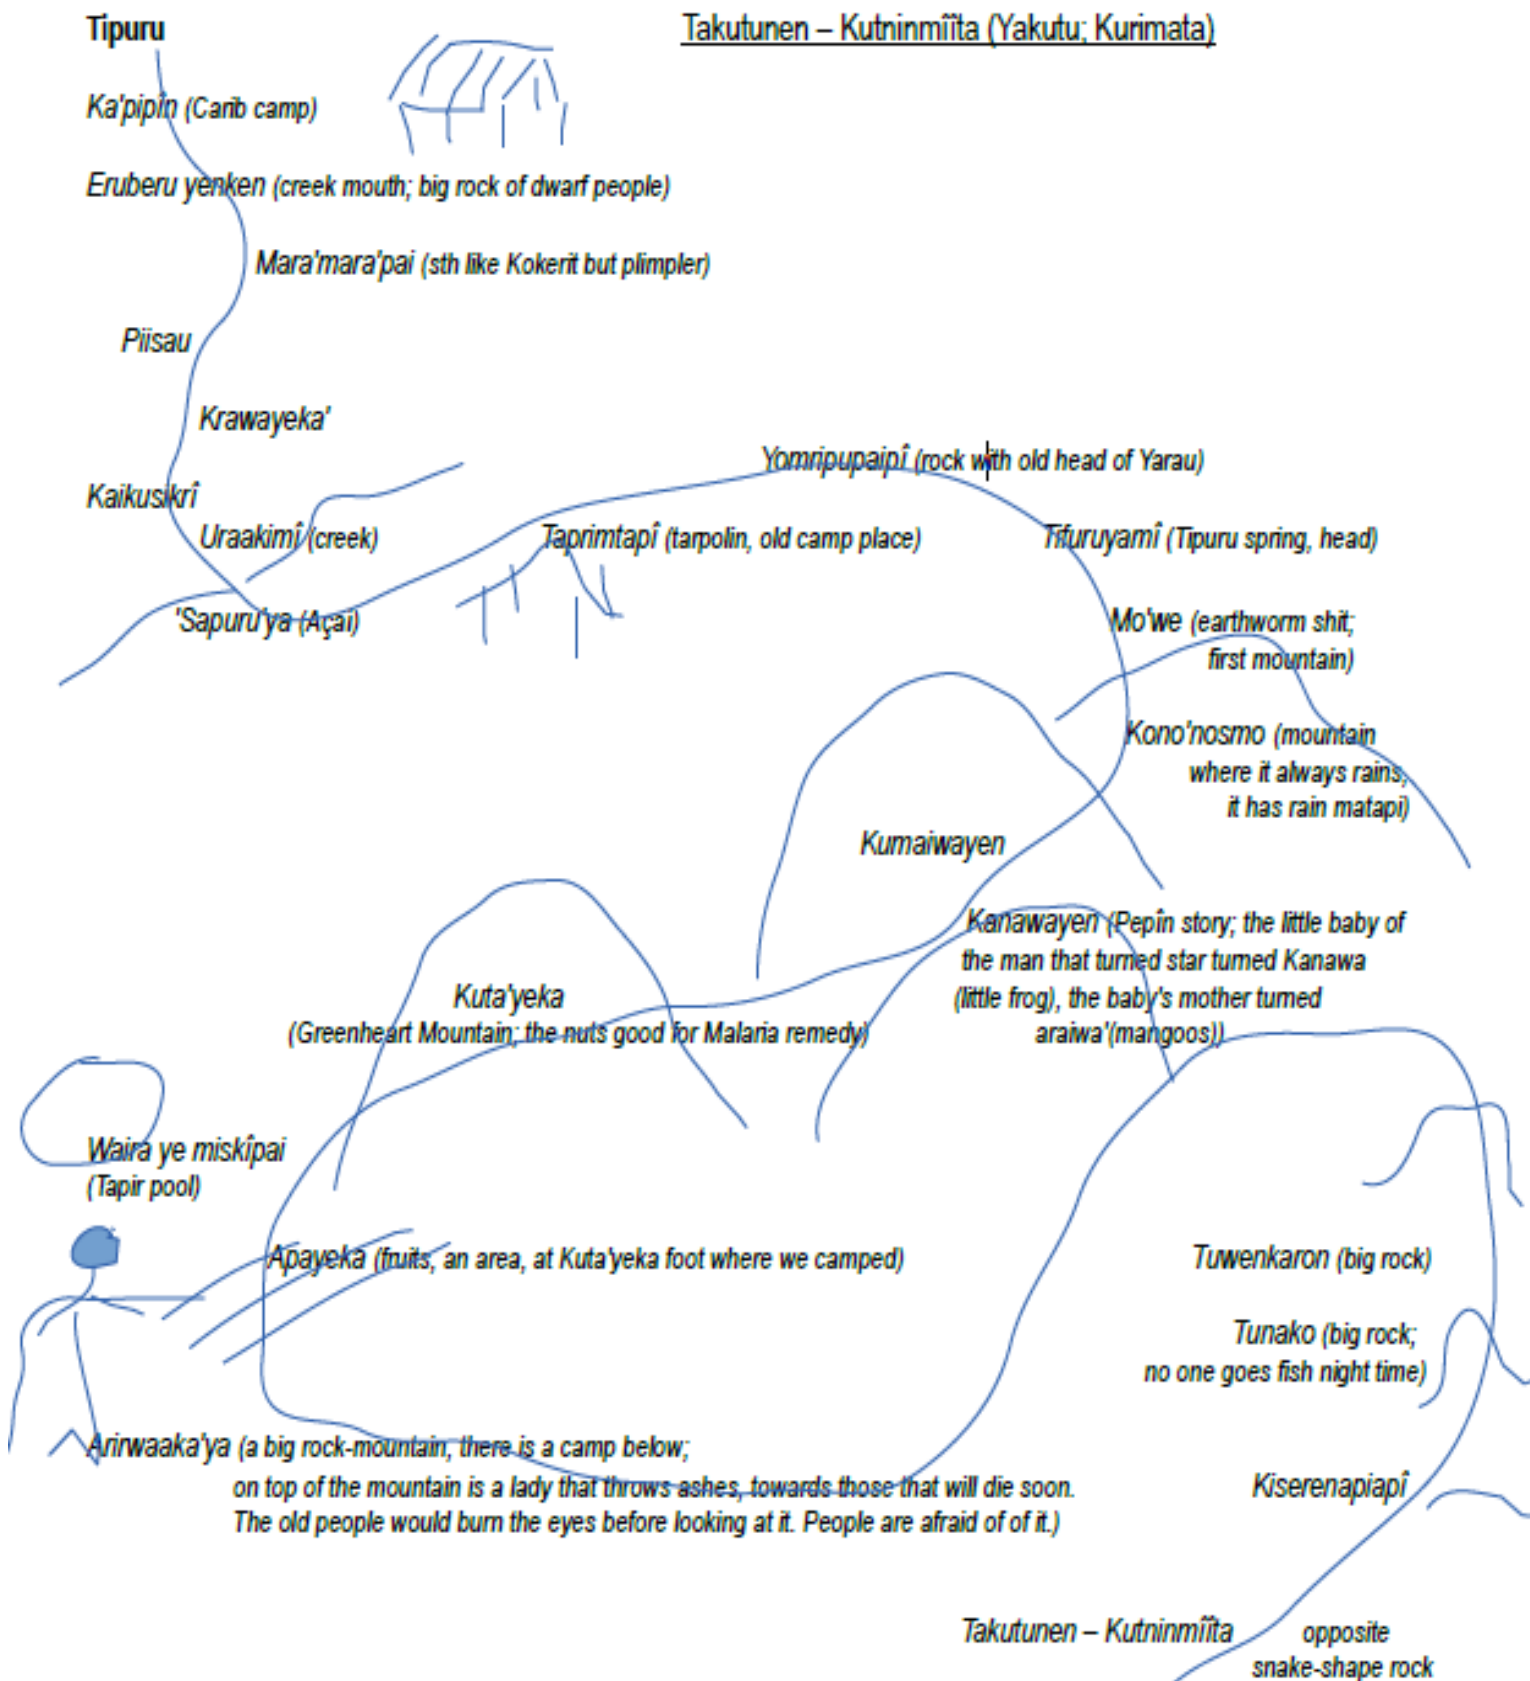 Tipuru
Takutunen – Kutninmîîta (Yakutu; Kurimata)
Ka'pipîn (Carib camp)
Eruberu yenken (creek mouth; big rock of dwarf people)
Mara'mara'pai (sth like Kokerit but plimpler)
Piisau
Krawayeka'
Yomripupaipî (rock with old head of Yarau)
Kaikusikrî
Uraakimî (creek)
Taprimtapî (tarpolin, old camp place)
Tifuruyamî (Tipuru spring, head)
'Sapuru'ya (Açai)
Mo'we (earthworm shit;
first mountain)
Kono'nosmo (mountain
where it always rains,
it has rain matapi)
Kumaiwayen
Kanawayen (Pepîn story; the little baby of
the man that turned star turned Kanawa
(little frog), the baby's mother turned
araiwa'(mangoos))
Kuta'yeka
(Greenheart Mountain; the nuts good for Malaria remedy)
Waira ye miskîpai
(Tapir pool)
Apayeka (fruits, an area, at Kuta'yeka foot where we camped)
Tuwenkaron (big rock)
Tunako (big rock;
no one goes fish night time)
Arirwaaka'ya (a big rock-mountain, there is a camp below;
on top of the mountain is a lady that throws ashes, towards those that will die soon.
The old people would burn the eyes before looking at it. People are afraid of of it.)
Kiserenapiapî
Takutunen – Kutninmîîta
opposite
snake-shape rock